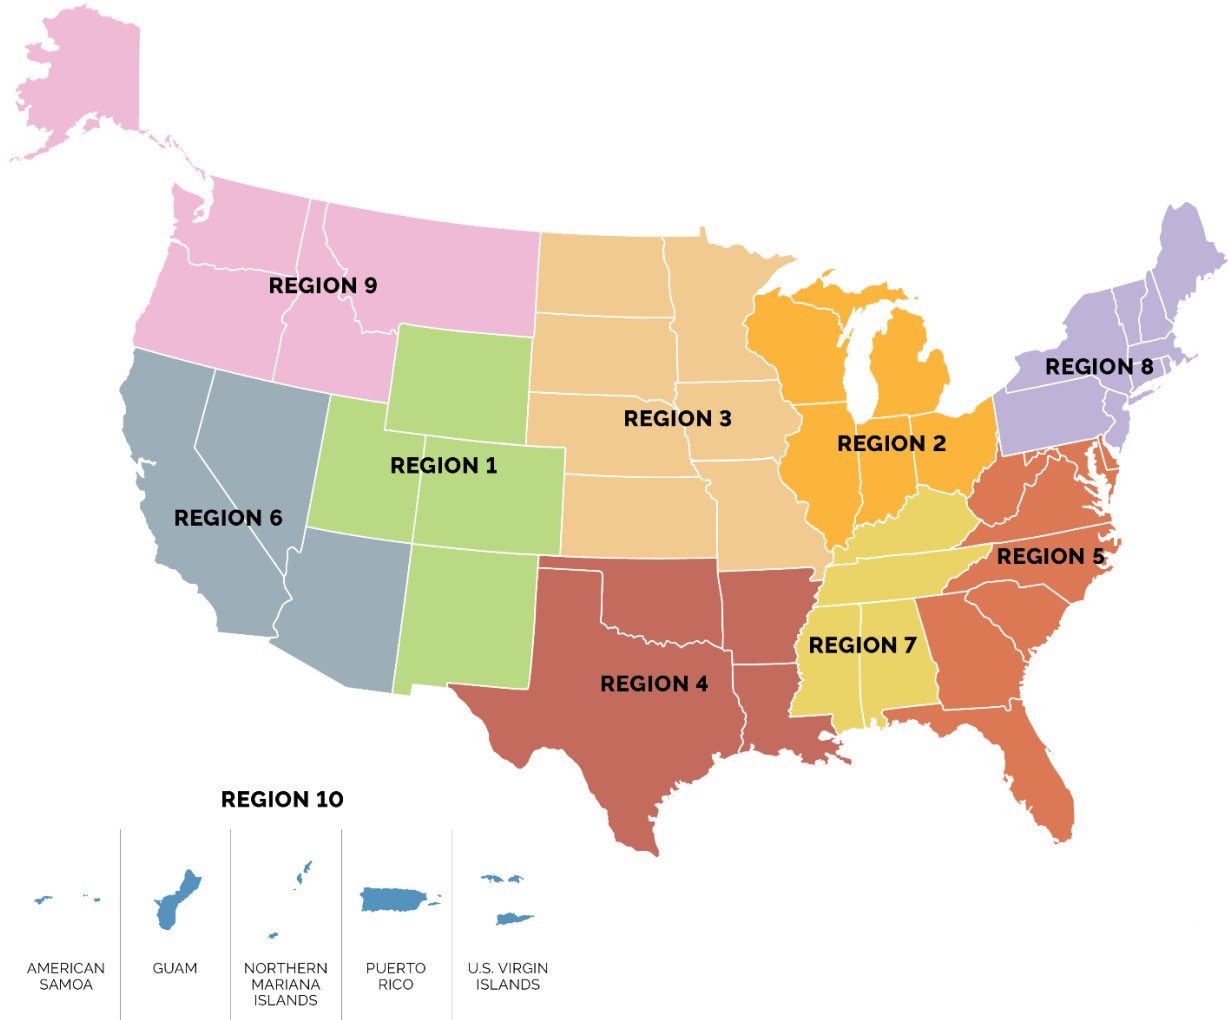 REGION 9
REGION 8
REGION 3
REGION 2
REGION 1
REGION 6
REGION 5
REGION 7
REGION 4
REGION 10
AMERICAN
SAMOA
GUAM
NORTHERN
MARIANA
ISLANDS
PUERTO
RICO
U.S. VIRGIN
ISLANDS